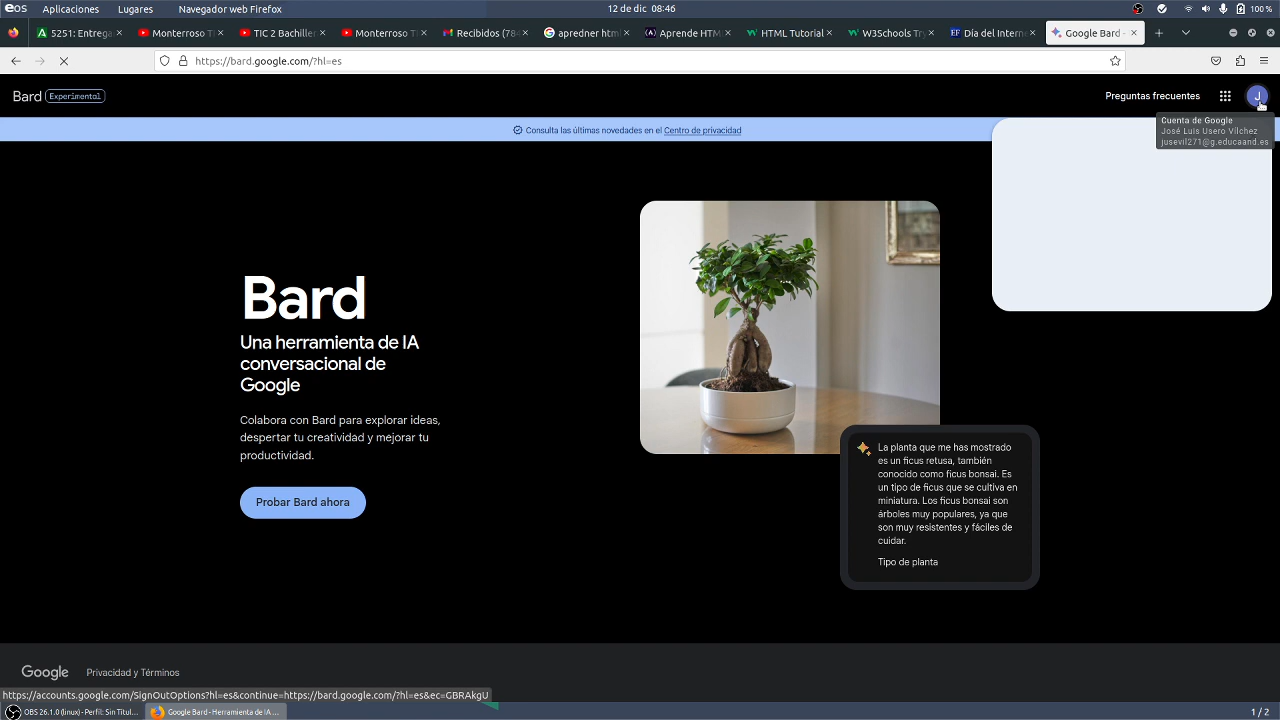 eos Aplicaciones Lugares Navegador web Firefox 12 de dic 08:46 100 %
5251: Entrega
Monterroso TI
TIC 2 Bachiller
Monterroso TI
Recibidos (786
apredner html
Aprende HTM
HTML Tutorial
W3Schools Try
Día del Intern
Google Bard -
https://bard.google.com/?hl=es
Bard Experimental
Preguntas frecuentes
J
Consulta las últimas novedades en el Centro de privacidad
Cuenta de Google
José Luis Usero Vílchez
jusevil271@g.educaand.es
Bard
Una herramienta de IA
conversacional de
Google
Colabora con Bard para explorar ideas,
despertar tu creatividad y mejorar tu
productividad.
Probar Bard ahora
La planta que me has mostrado
es un ficus retusa, también
conocido como ficus bonsai. Es
un tipo de ficus que se cultiva en
miniatura. Los ficus bonsai son
árboles muy populares, ya que
son muy resistentes y fáciles de
cuidar.
Tipo de planta
Google Privacidad y Términos
https://accounts.google.com/SignOutOptions?hl=es&continue=https://bard.google.com/?hl=es&ec=GBRAkgU
OBS 26.1.0 (linux) - Perfil: Sin Titul...
Google Bard - Herramienta de IA ...
1 / 2